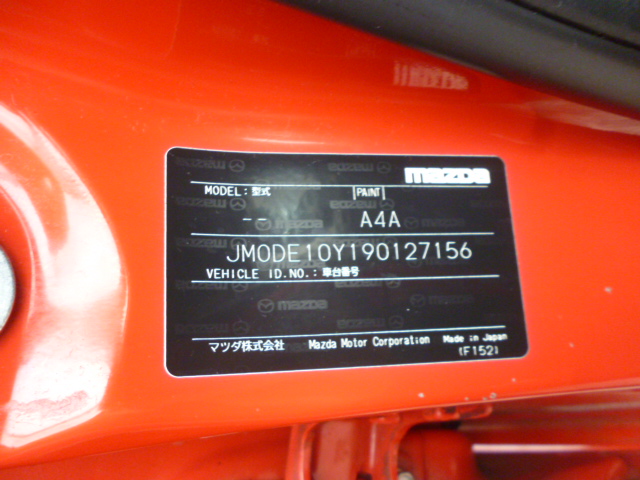 mazda
MODEL: 型式 PAINT
-- A4A
JM0DE10Y190127156
VEHICLE ID.NO.: 車台番号
mazda
マツダ株式会社 Mazda Motor Corporation Made in Japan
(F152)